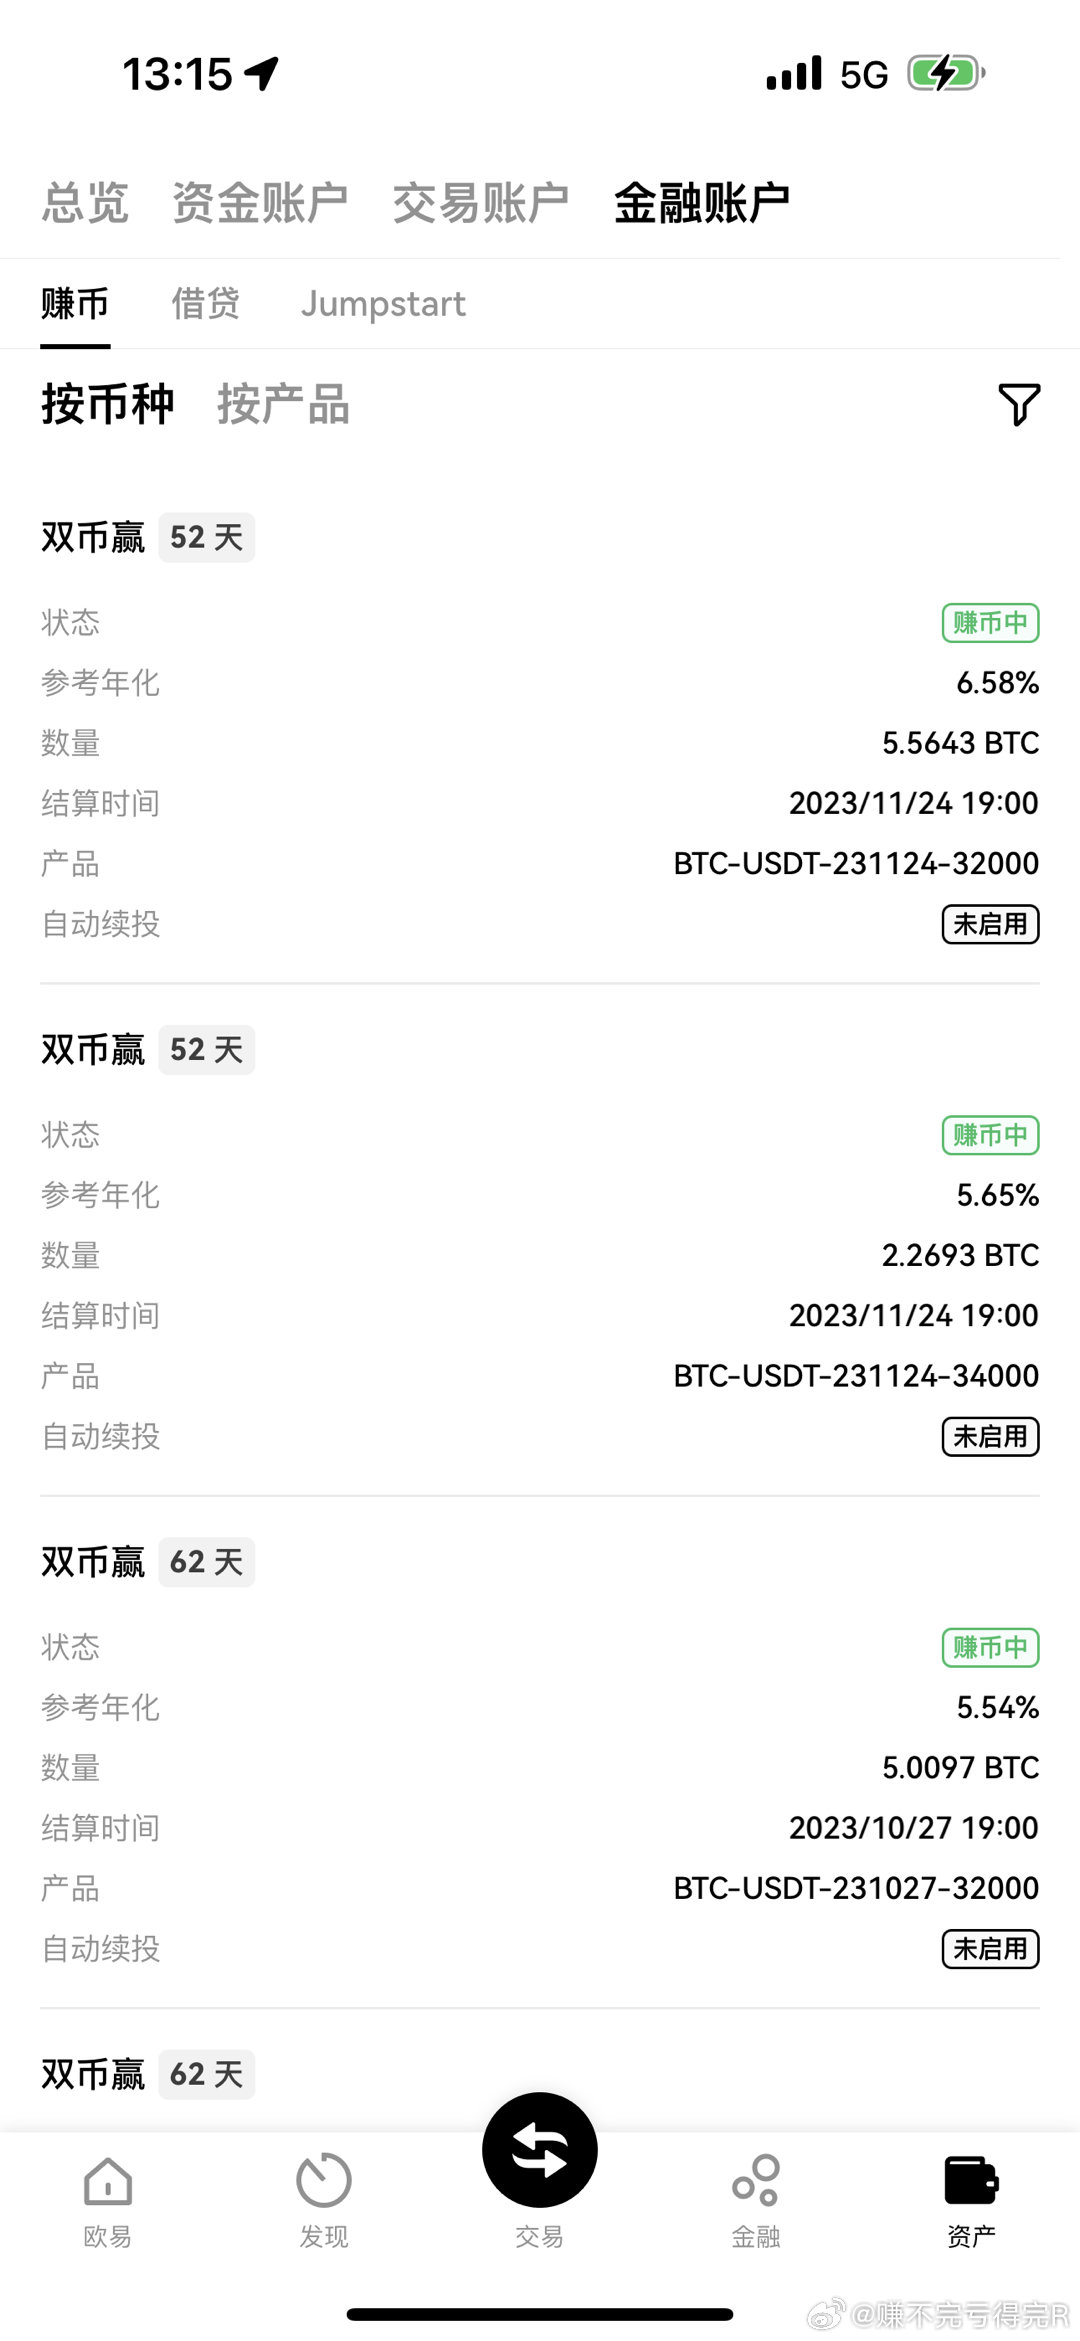 13:15 5G
总览 资金账户 交易账户 金融账户
赚币 借贷 Jumpstart
按币种 按产品
双币赢 52 天
状态 赚币中
参考年化 6.58%
数量 5.5643 BTC
结算时间 2023/11/24 19:00
产品 BTC-USDT-231124-32000
自动续投 未启用
双币赢 52 天
状态 赚币中
参考年化 5.65%
数量 2.2693 BTC
结算时间 2023/11/24 19:00
产品 BTC-USDT-231124-34000
自动续投 未启用
双币赢 62 天
状态 赚币中
参考年化 5.54%
数量 5.0097 BTC
结算时间 2023/10/27 19:00
产品 BTC-USDT-231027-32000
自动续投 未启用
双币赢 62 天
欧易 发现 交易 金融 资产
@赚不完亏得完R